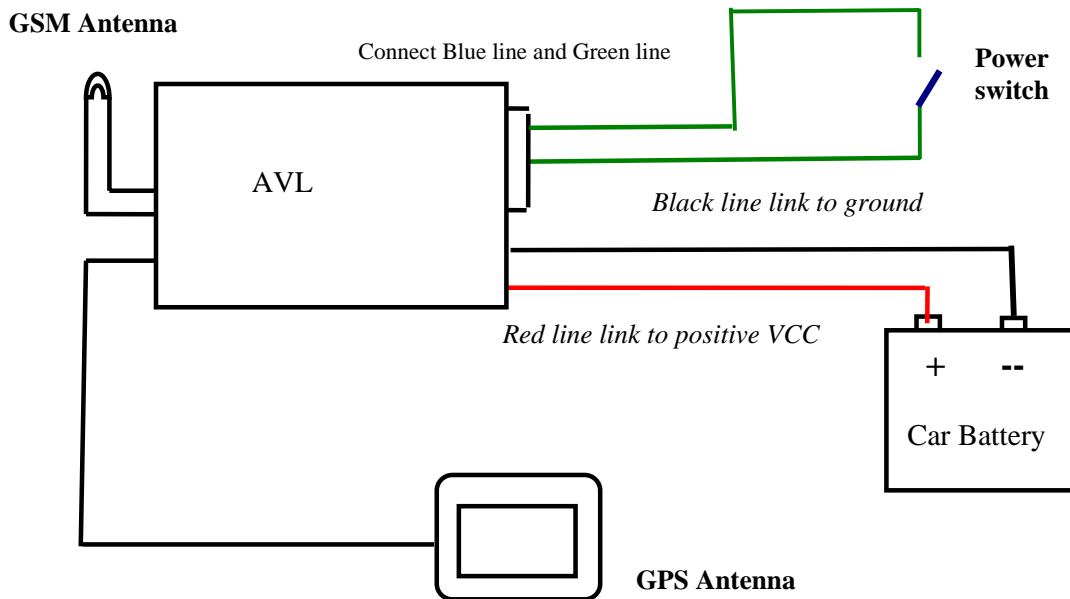 GSM Antenna
Connect Blue line and Green line
Power
switch
AVL
Black line link to ground
Red line link to positive VCC
+ --
Car Battery
GPS Antenna